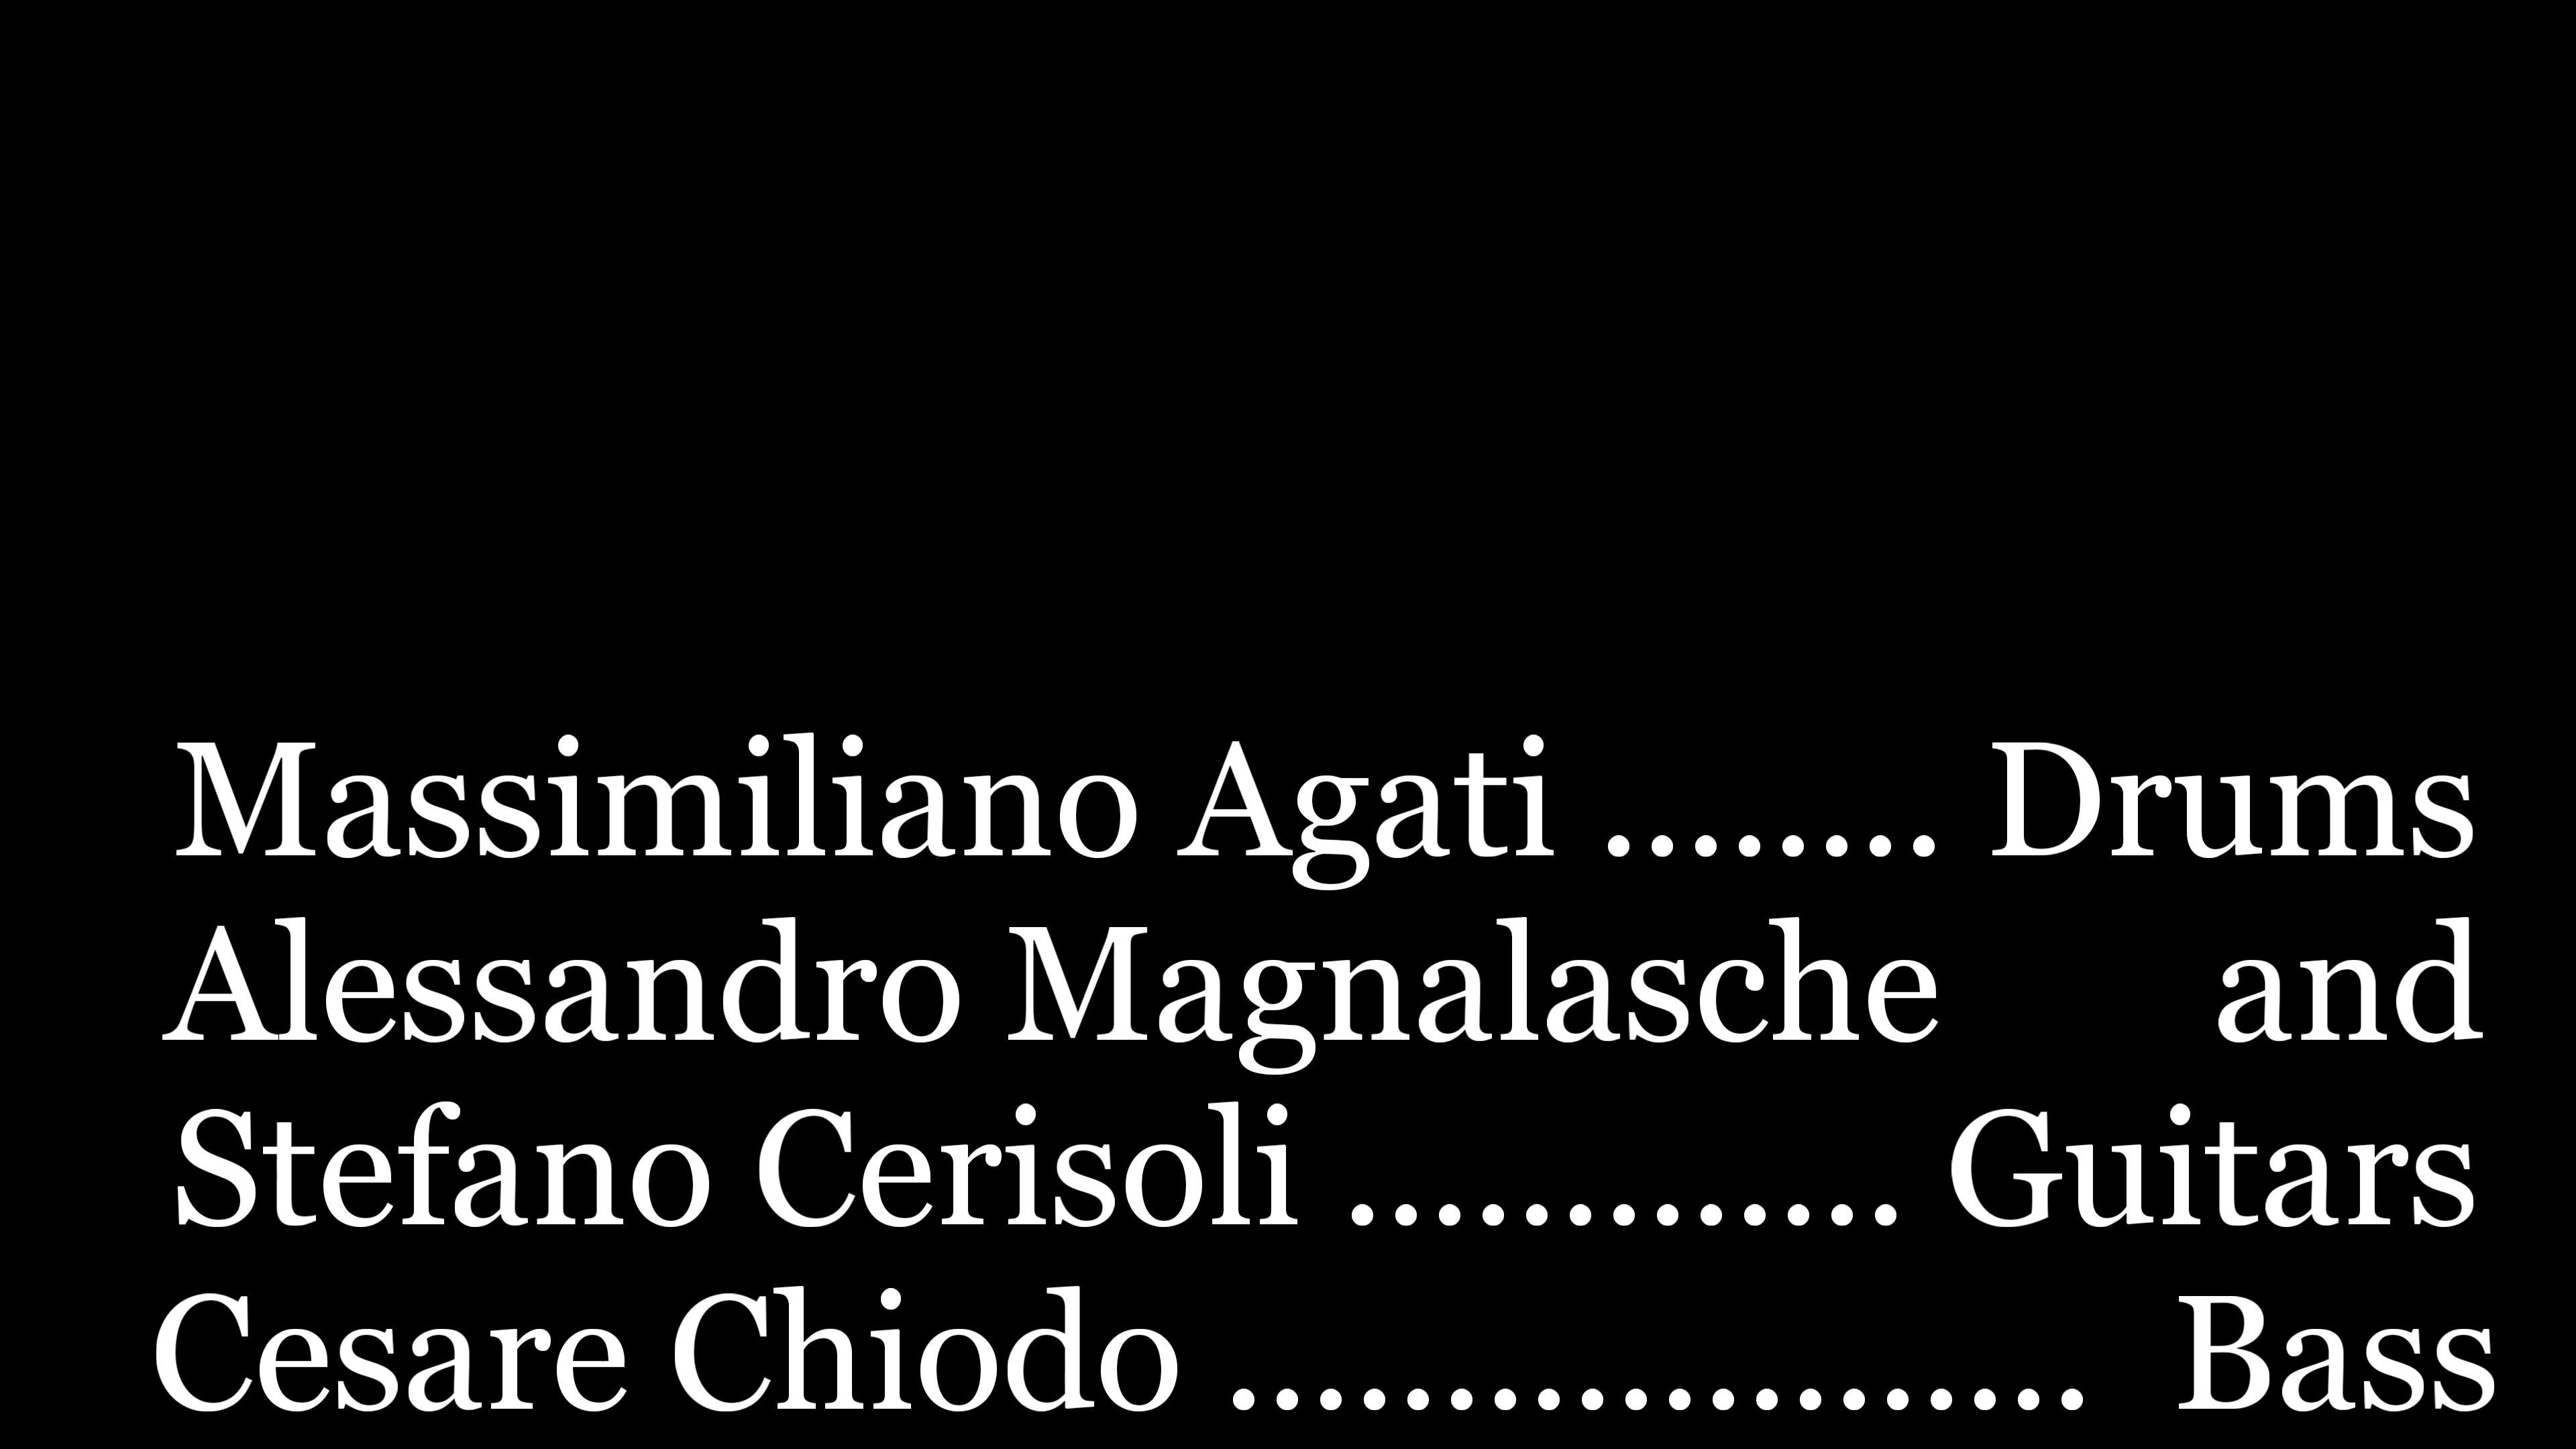 Massimiliano Agati ........ Drums
Alessandro Magnalasche and
Stefano Cerisoli ............. Guitars
Cesare Chiodo .................... Bass